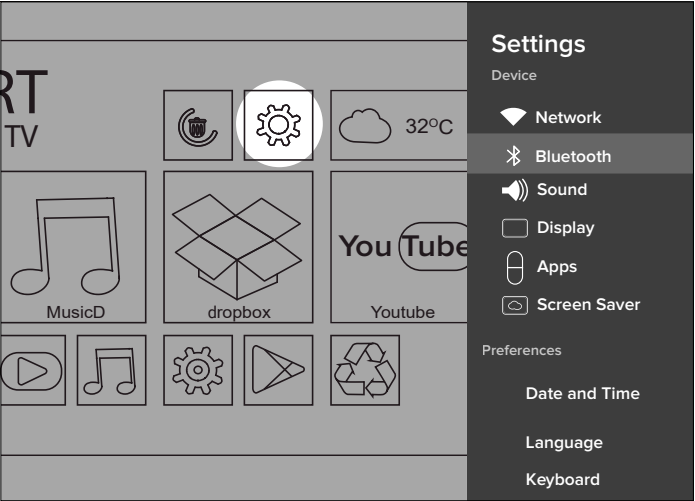 RT
TV
32°C
MusicD
dropbox
You Tube
Youtube
Settings
Device
Network
Bluetooth
Sound
Display
Apps
Screen Saver
Preferences
Date and Time
Language
Keyboard